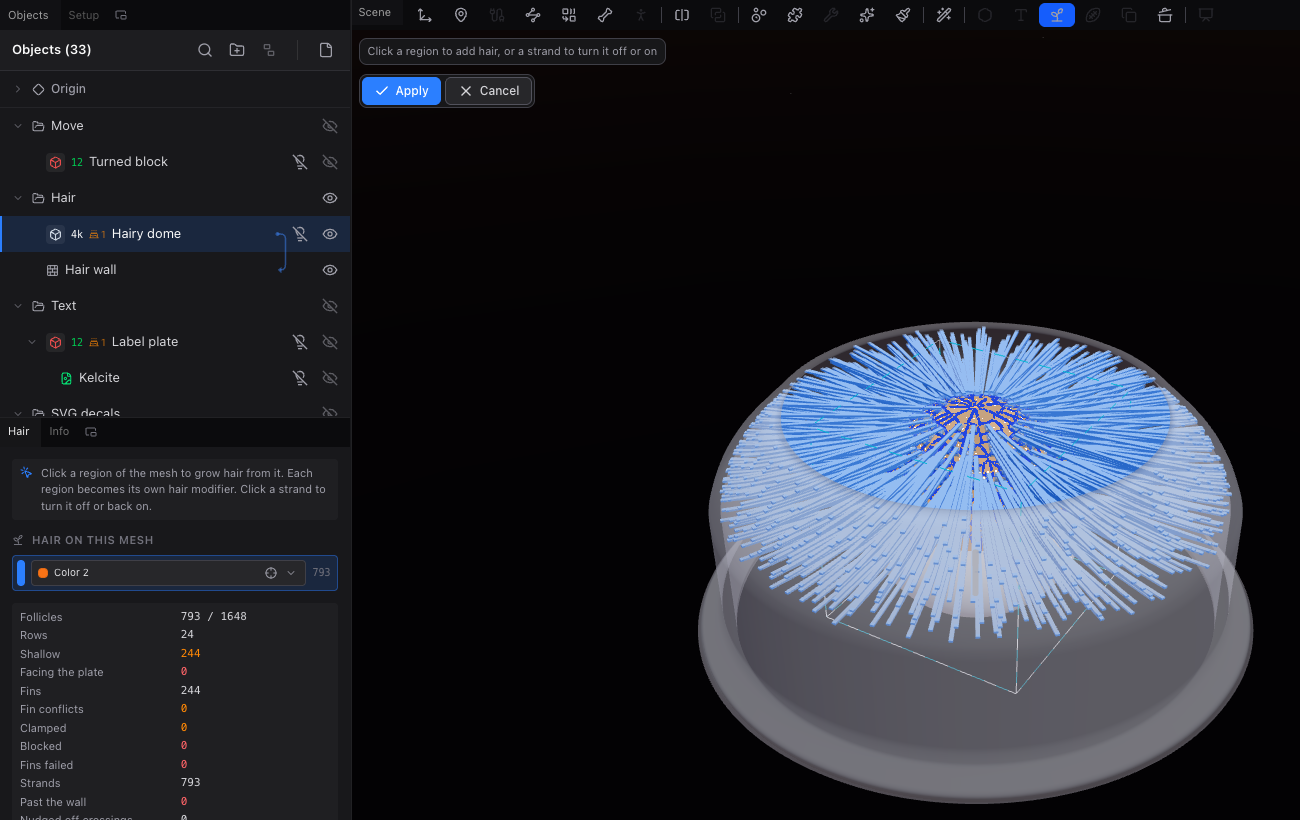 Objects
Setup
Scene
Objects (33)
Click a region to add hair, or a strand to turn it off or on
Apply
Cancel
Origin
Move
12 Turned block
Hair
4k 1 Hairy dome
Hair wall
Text
12 1 Label plate
Kelcite
SVG decals
Hair
Info
Click a region of the mesh to grow hair from it. Each
region becomes its own hair modifier. Click a strand to
turn it off or back on.
HAIR ON THIS MESH
Color 2 793
Follicles 793 / 1648
Rows 24
Shallow 244
Facing the plate 0
Fins 244
Fin conflicts 0
Clamped 0
Blocked 0
Fins failed 0
Strands 793
Past the wall 0
Nudged off crossings 0